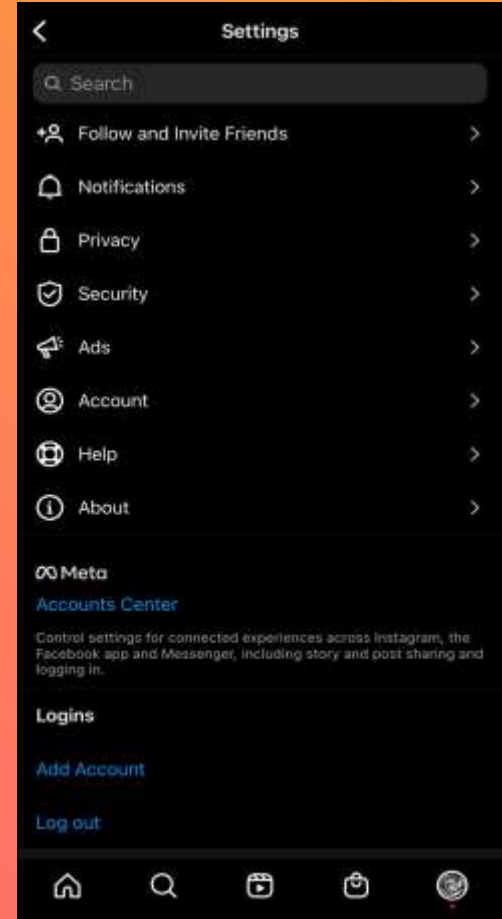 Settings
Search
Follow and Invite Friends
Notifications
Privacy
Security
Ads
Account
Help
About
Meta
Accounts Center
Control settings for connected experiences across Instagram, the
Facebook app and Messenger, including story and post sharing and
logging in.
Logins
Add Account
Log out